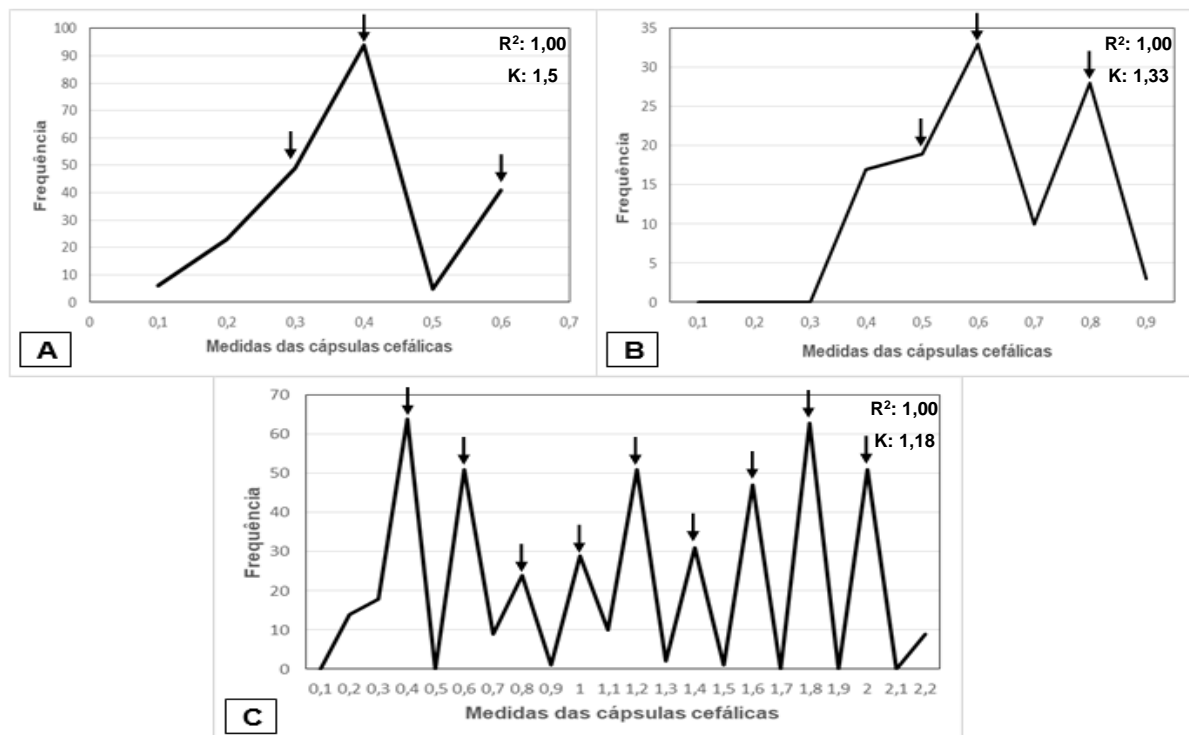 100
90
80
70
60
50
40
30
20
10
0
Frequência
R²: 1,00
K: 1,5
0 0,1 0,2 0,3 0,4 0,5 0,6 0,7
Medidas das cápsulas cefálicas
A
35
30
25
20
15
10
5
0
Frequência
R²: 1,00
K: 1,33
0,1 0,2 0,3 0,4 0,5 0,6 0,7 0,8 0,9
Medidas das cápsulas cefálicas
B
70
60
50
40
30
20
10
0
Frequência
R²: 1,00
K: 1,18
0,1 0,2 0,3 0,4 0,5 0,6 0,7 0,8 0,9 1 1,1 1,2 1,3 1,4 1,5 1,6 1,7 1,8 1,9 2 2,1 2,2
Medidas das cápsulas cefálicas
C